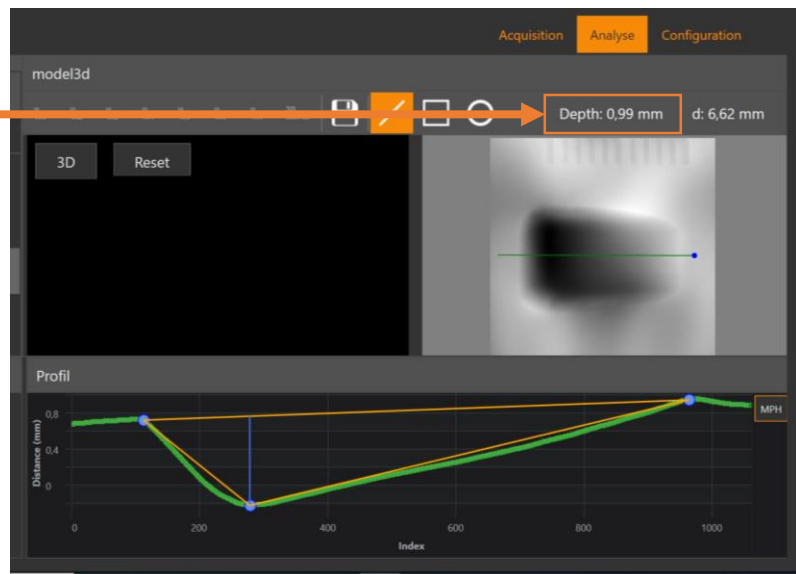 Acquisition Analyse Configuration
model3d
Depth: 0,99 mm d: 6,62 mm
3D Reset
Profil
MPH
Distance (mm)
0,8
0,4
0
0 200 400 600 800 1000
Index